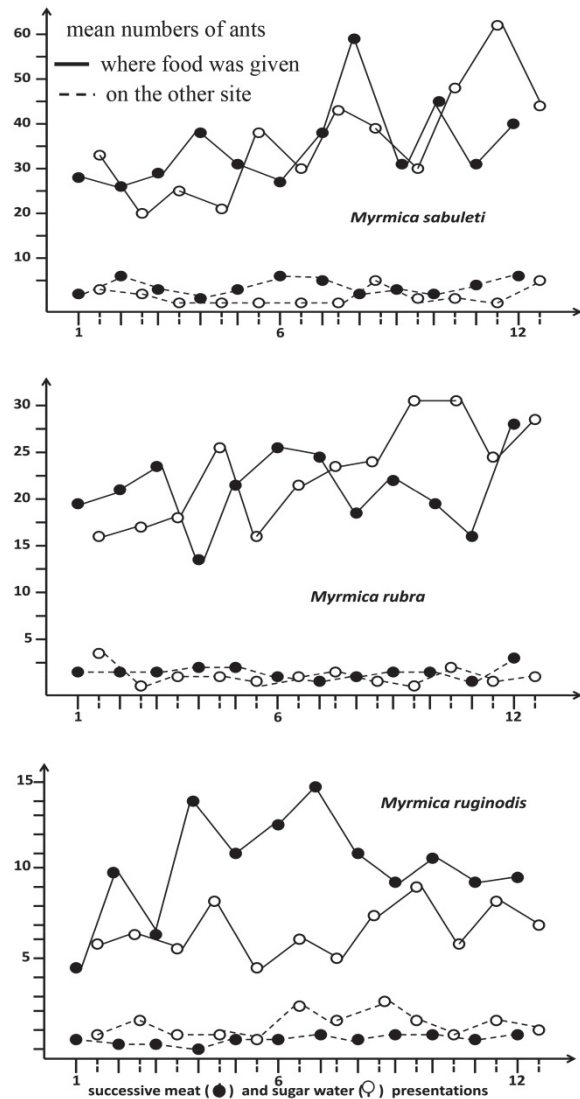 mean numbers of ants
where food was given
on the other site
60
50
40
30
20
10
Myrmica sabuleti
1 6 12
30
25
20
15
10
5
Myrmica rubra
1 6 12
15
10
5
Myrmica ruginodis
1 6 12
successive meat ( ) and sugar water ( ) presentations